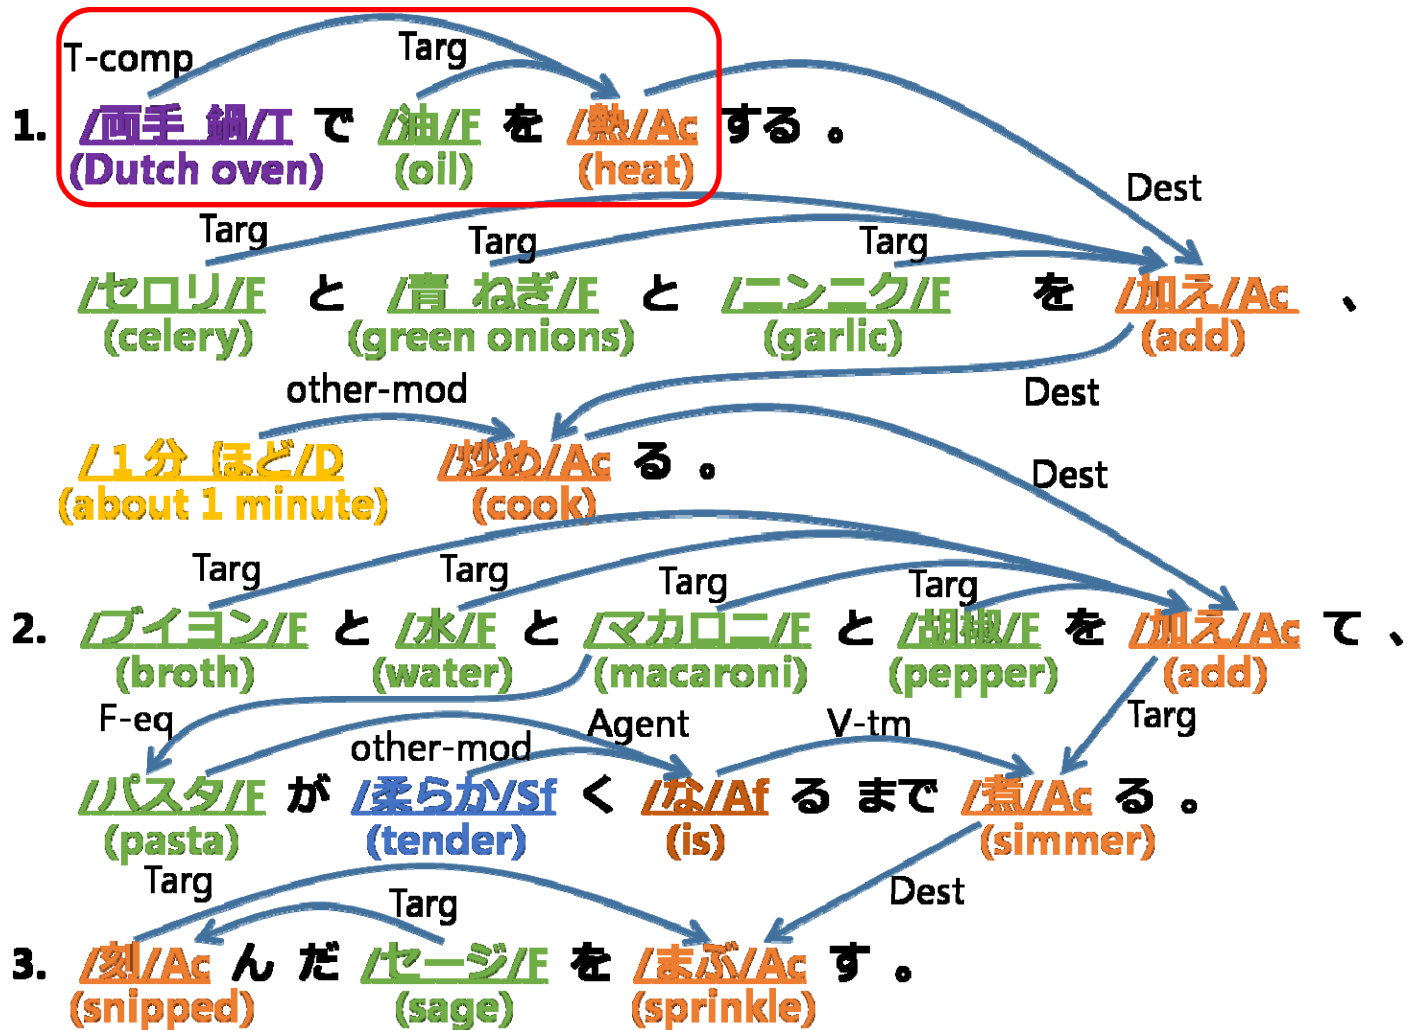 T-comp Targ
1. /両手 鍋/T で /油/F を /熱/Ac する 。
(Dutch oven) (oil) (heat)
Dest
Targ Targ Targ
/セロリ/F と /青 ねぎ/F と /ニンニク/F を /加え/Ac 、
(celery) (green onions) (garlic) (add)
other-mod Dest
/１分 ほど/D /炒め/Ac る 。
(about 1 minute) (cook)
Dest
Targ Targ Targ Targ
2. /ブイヨン/F と /水/F と /マカロニ/F と /胡椒/F を /加え/Ac て 、
(broth) (water) (macaroni) (pepper) (add)
F-eq other-mod Agent V-tm Targ
/パスタ/F が /柔らか/Sf く /な/Af る まで /煮/Ac る 。
(pasta) (tender) (is) (simmer)
Targ Targ Dest
3. /刻/Ac ん だ /セージ/F を /まぶ/Ac す 。
(snipped) (sage) (sprinkle)